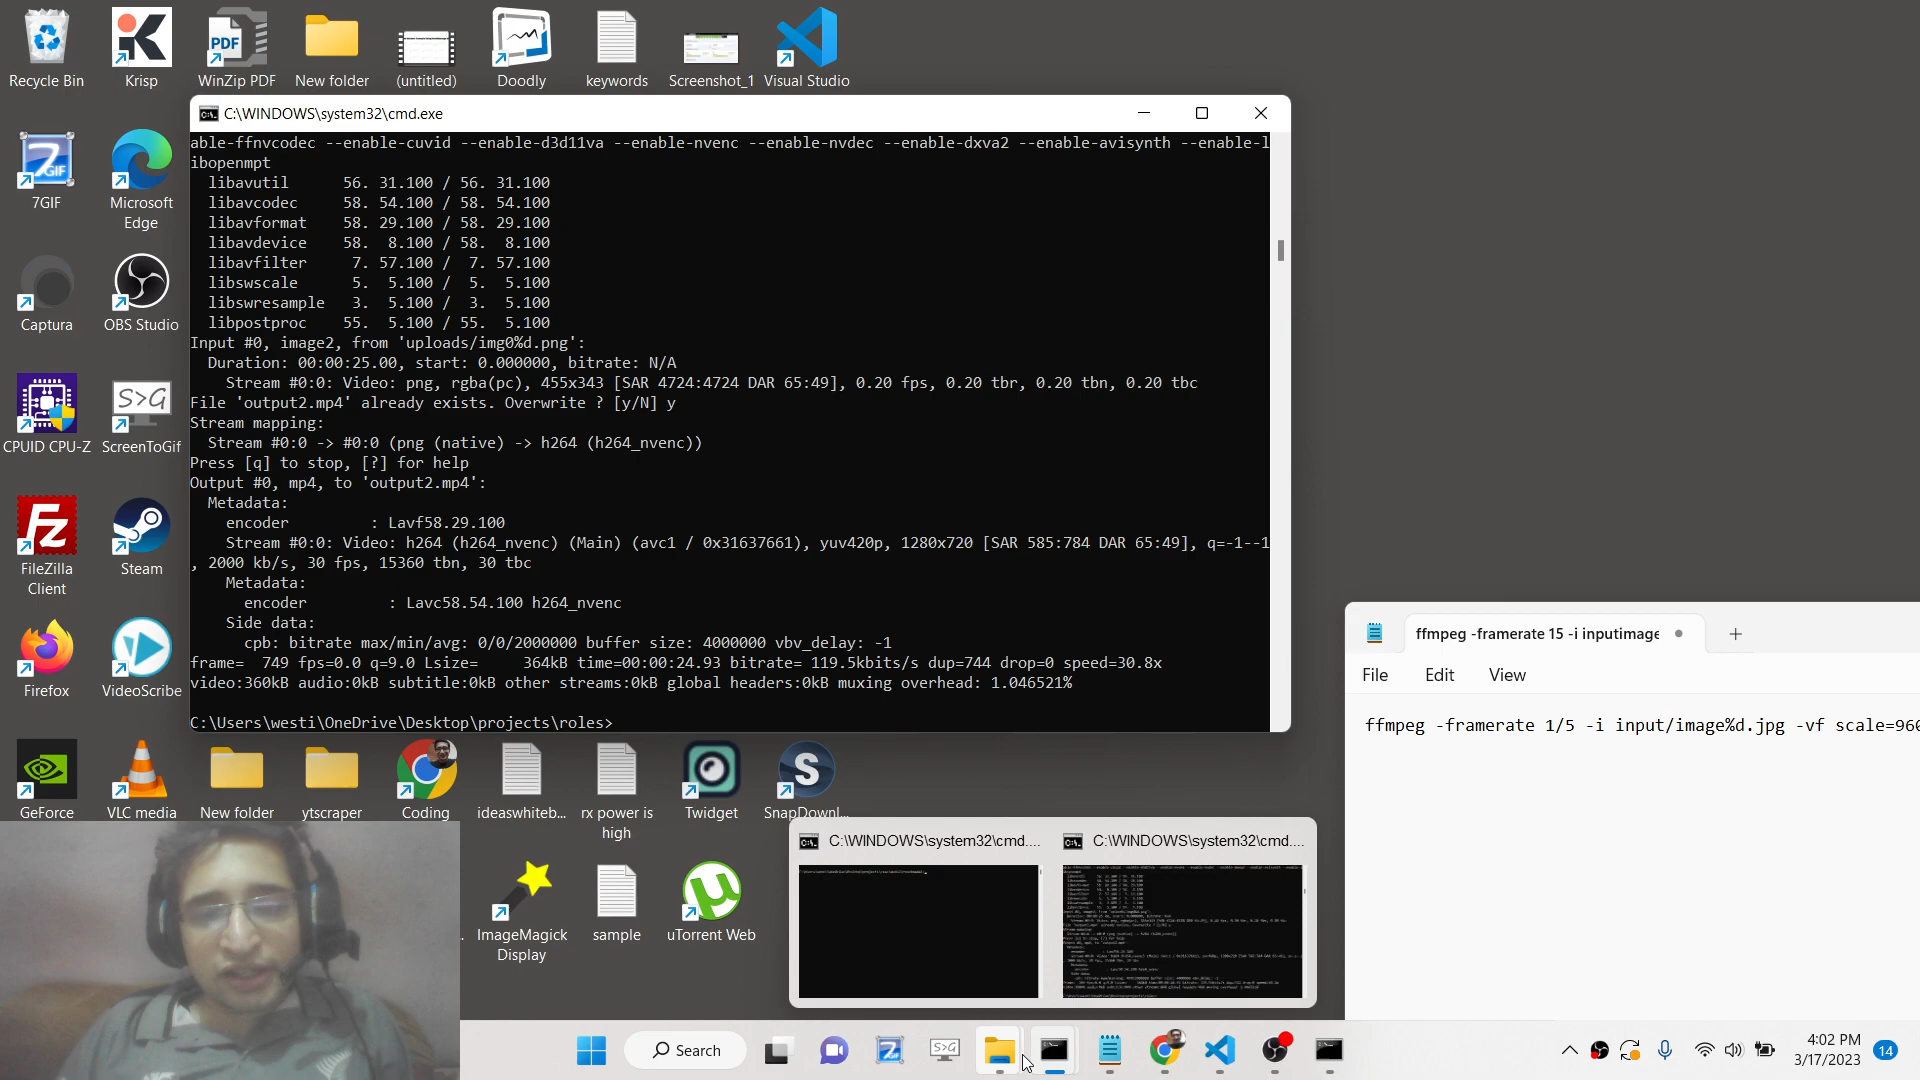 Recycle Bin
Krisp
WinZip PDF
New folder
(untitled)
Doodly
keywords
Screenshot_1
Visual Studio
7GIF
Microsoft
Edge
Captura
OBS Studio
CPUID CPU-Z
ScreenToGif
FileZilla
Client
Steam
Firefox
VideoScribe
C:\WINDOWS\system32\cmd.exe
able-ffnvcodec --enable-cuvid --enable-d3d11va --enable-nvenc --enable-nvdec --enable-dxva2 --enable-avisynth --enable-l
ibopenmpt
libavutil 56. 31.100 / 56. 31.100
libavcodec 58. 54.100 / 58. 54.100
libavformat 58. 29.100 / 58. 29.100
libavdevice 58. 8.100 / 58. 8.100
libavfilter 7. 57.100 / 7. 57.100
libswscale 5. 5.100 / 5. 5.100
libswresample 3. 5.100 / 3. 5.100
libpostproc 55. 5.100 / 55. 5.100
Input #0, image2, from 'uploads/img0%d.png':
Duration: 00:00:25.00, start: 0.000000, bitrate: N/A
Stream #0:0: Video: png, rgba(pc), 455x343 [SAR 4724:4724 DAR 65:49], 0.20 fps, 0.20 tbr, 0.20 tbn, 0.20 tbc
File 'output2.mp4' already exists. Overwrite ? [y/N] y
Stream mapping:
Stream #0:0 -> #0:0 (png (native) -> h264 (h264_nvenc))
Press [q] to stop, [?] for help
Output #0, mp4, to 'output2.mp4':
Metadata:
encoder : Lavf58.29.100
Stream #0:0: Video: h264 (h264_nvenc) (Main) (avc1 / 0x31637661), yuv420p, 1280x720 [SAR 585:784 DAR 65:49], q=-1--1
, 2000 kb/s, 30 fps, 15360 tbn, 30 tbc
Metadata:
encoder : Lavc58.54.100 h264_nvenc
Side data:
cpb: bitrate max/min/avg: 0/0/2000000 buffer size: 4000000 vbv_delay: -1
frame= 749 fps=0.0 q=9.0 Lsize= 364kB time=00:00:24.93 bitrate= 119.5kbits/s dup=744 drop=0 speed=30.8x
video:360kB audio:0kB subtitle:0kB other streams:0kB global headers:0kB muxing overhead: 1.046521%
C:\Users\westi\OneDrive\Desktop\projects\roles>
ffmpeg -framerate 15 -i inputimage
File Edit View
ffmpeg -framerate 1/5 -i input/image%d.jpg -vf scale=960
GeForce
VLC media
New folder
ytscraper
Coding
ideaswhiteb...
rx power is
high
Twidget
SnapDownl...
ImageMagick
Display
sample
uTorrent Web
C:\WINDOWS\system32\cmd....
C:\WINDOWS\system32\cmd....
Search
4:02 PM
3/17/2023
14